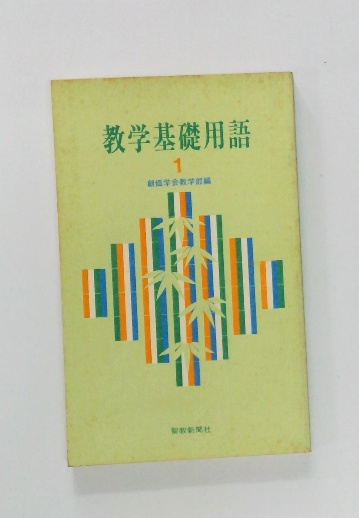 教学基礎用語
1
創価学会教学部編
聖教新聞社